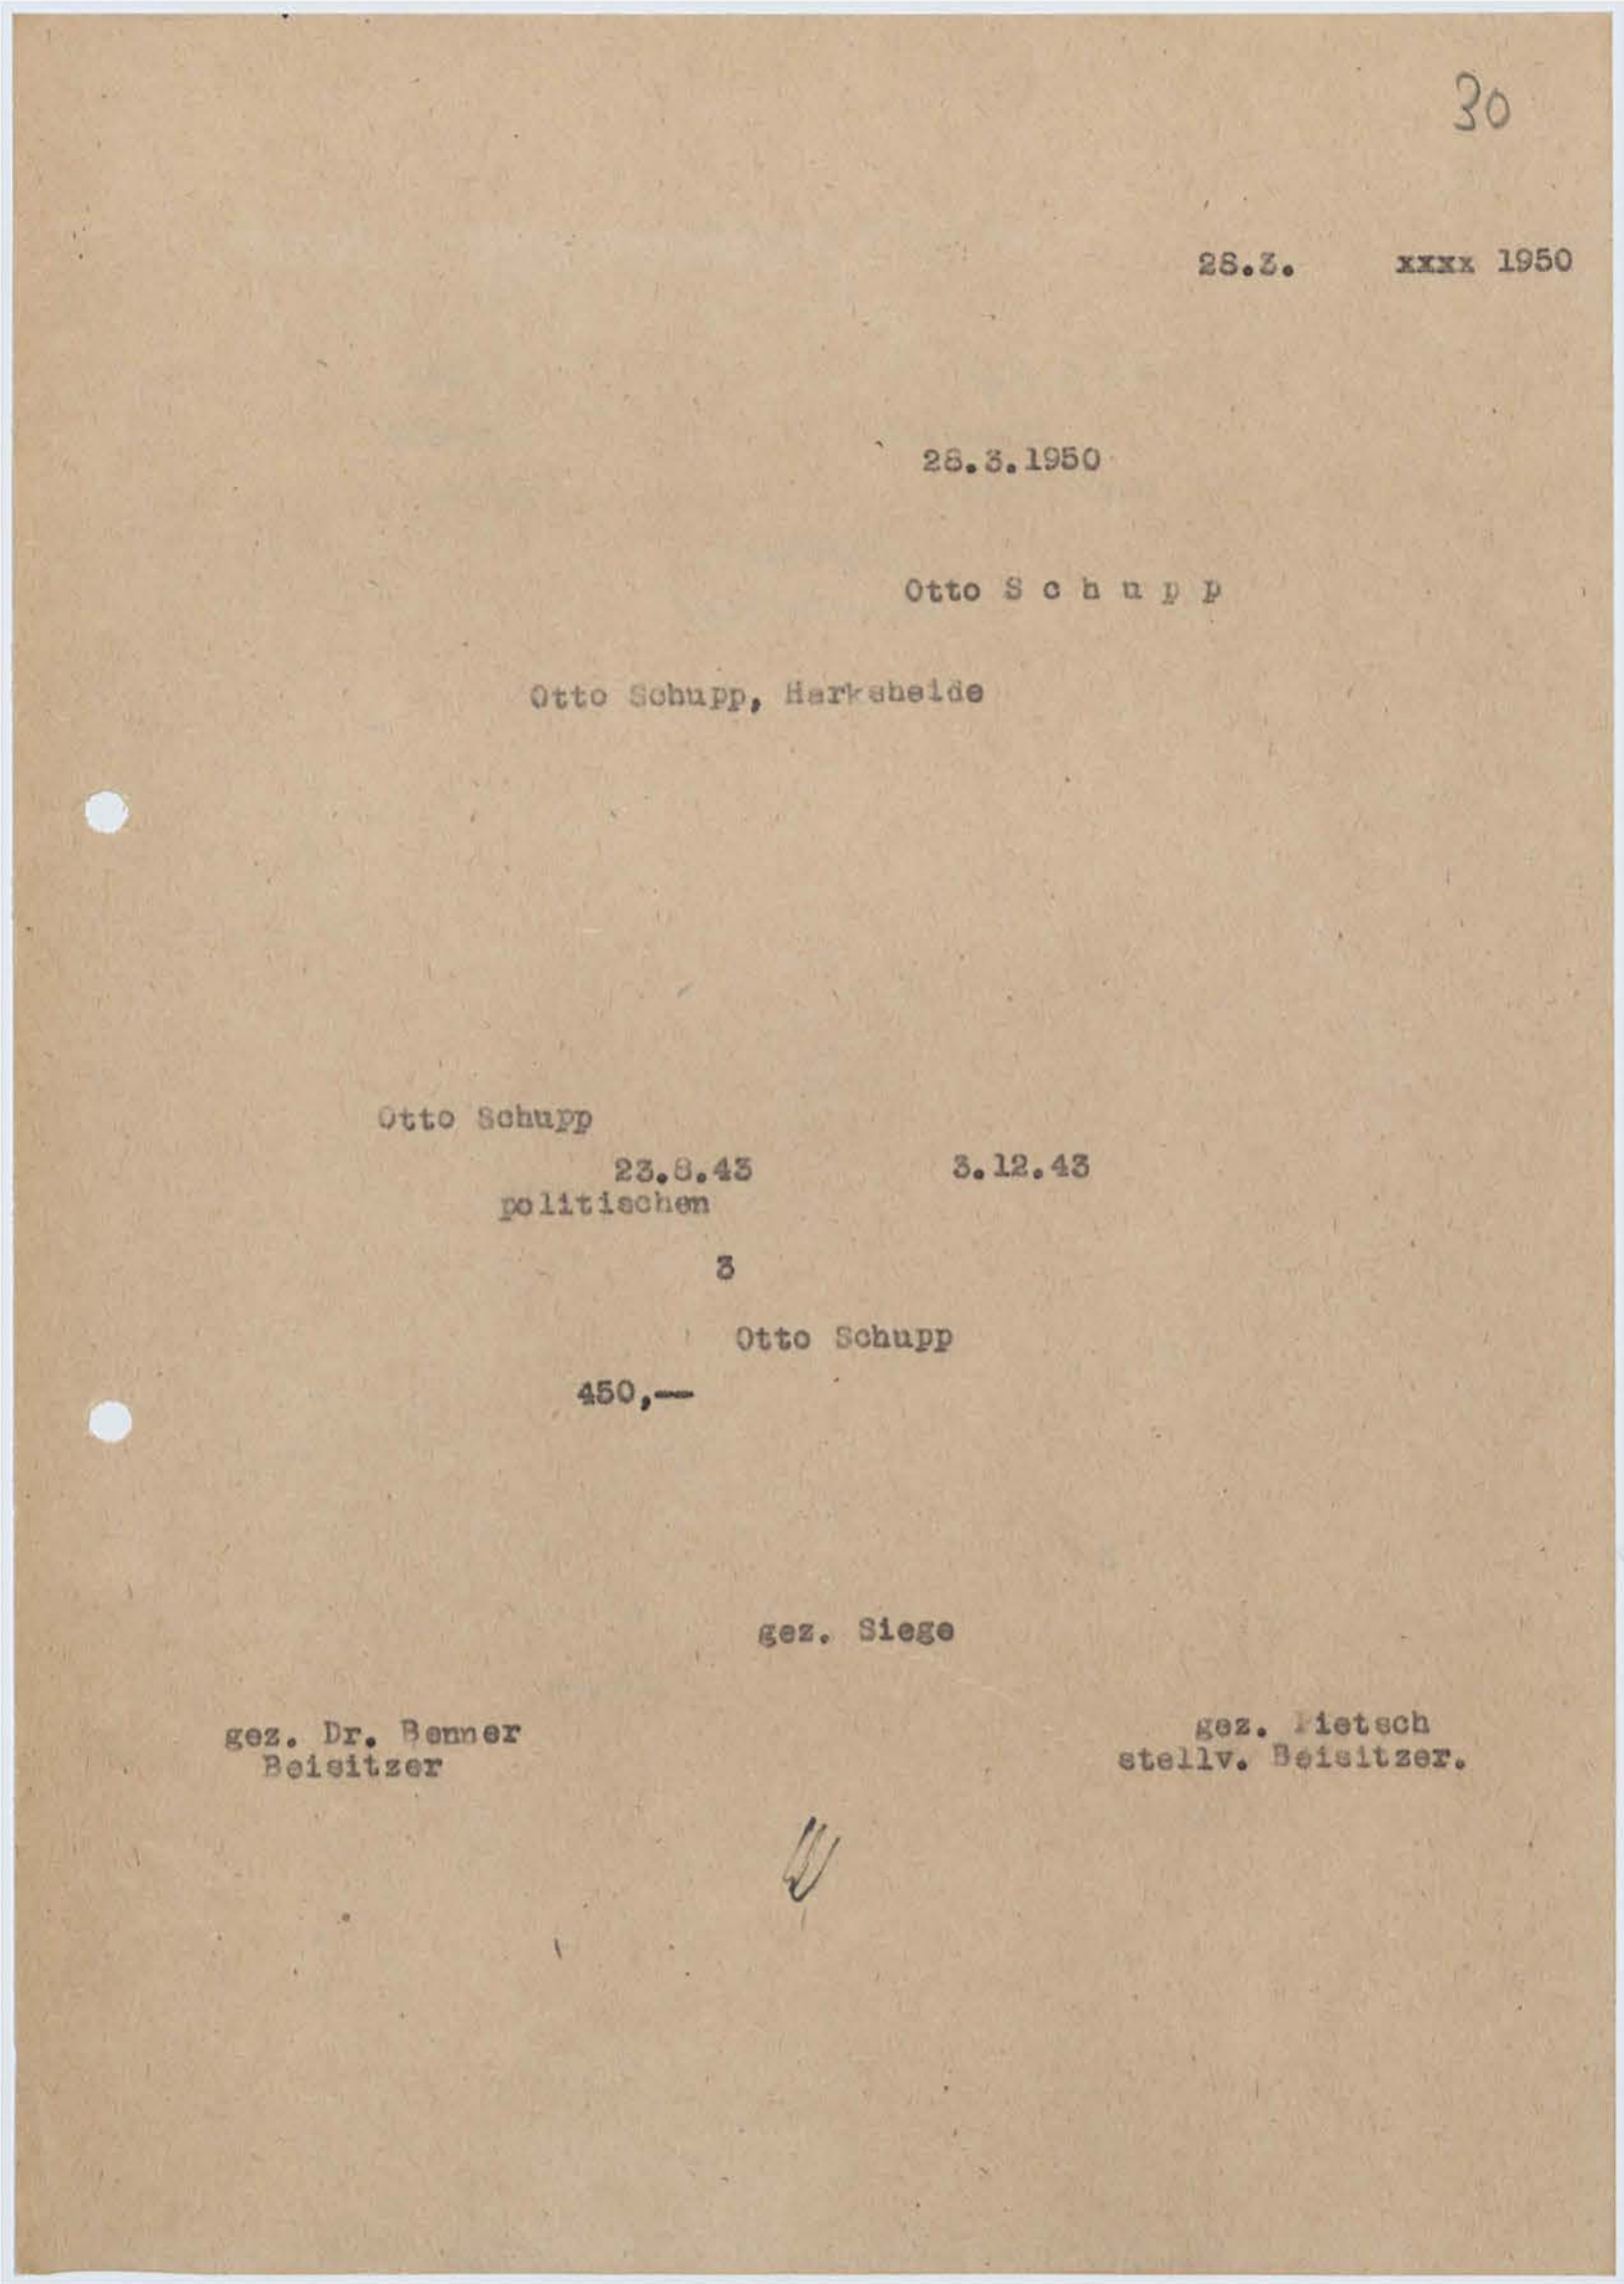 30
28.3. xxxx 1950
28.3.1950
Otto S c h u p p
Otto Schupp, Harksheide
Otto Schupp
23.8.43 3.12.43
politischen
3
Otto Schupp
450,—
gez. Siege
gez. Dr. Benner gez. Pietsch
Beisitzer stellv. Beisitzer.